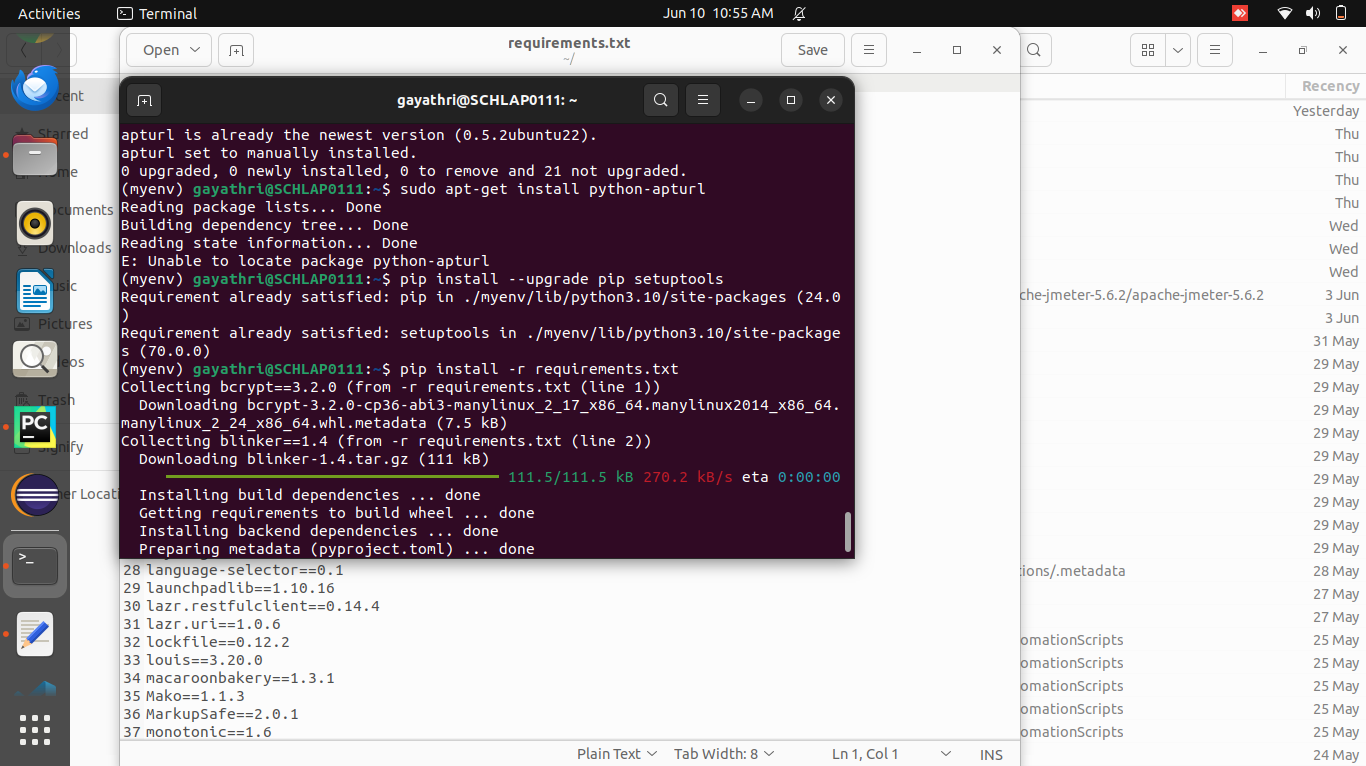 Activities
Terminal
Jun 10 10:55 AM
Open
requirements.txt
~/
Save
Recency
Starred
Documents
Downloads
Pictures
Trash
gayathri@SCHLAP0111: ~
apturl is already the newest version (0.5.2ubuntu22).
apturl set to manually installed.
0 upgraded, 0 newly installed, 0 to remove and 21 not upgraded.
(myenv) gayathri@SCHLAP0111:~$ sudo apt-get install python-apturl
Reading package lists... Done
Building dependency tree... Done
Reading state information... Done
E: Unable to locate package python-apturl
(myenv) gayathri@SCHLAP0111:~$ pip install --upgrade pip setuptools
Requirement already satisfied: pip in ./myenv/lib/python3.10/site-packages (24.0
)
Requirement already satisfied: setuptools in ./myenv/lib/python3.10/site-package
s (70.0.0)
(myenv) gayathri@SCHLAP0111:~$ pip install -r requirements.txt
Collecting bcrypt==3.2.0 (from -r requirements.txt (line 1))
Downloading bcrypt-3.2.0-cp36-abi3-manylinux_2_17_x86_64.manylinux2014_x86_64.
manylinux_2_24_x86_64.whl.metadata (7.5 kB)
Collecting blinker==1.4 (from -r requirements.txt (line 2))
Downloading blinker-1.4.tar.gz (111 kB)
111.5/111.5 kB 270.2 kB/s eta 0:00:00
Installing build dependencies ... done
Getting requirements to build wheel ... done
Installing backend dependencies ... done
Preparing metadata (pyproject.toml) ... done
28 language-selector==0.1
29 launchpadlib==1.10.16
30 lazr.restfulclient==0.14.4
31 lazr.uri==1.0.6
32 lockfile==0.12.2
33 louis==3.20.0
34 macaroonbakery==1.3.1
35 Mako==1.1.3
36 MarkupSafe==2.0.1
37 monotonic==1.6
Plain Text
Tab Width: 8
Ln 1, Col 1
INS
Yesterday
Thu
Thu
Thu
Thu
Wed
Wed
Wed
che-jmeter-5.6.2/apache-jmeter-5.6.2 3 Jun
3 Jun
31 May
29 May
29 May
29 May
29 May
29 May
29 May
29 May
29 May
29 May
ions/.metadata 28 May
27 May
27 May
omationScripts 25 May
omationScripts 25 May
omationScripts 25 May
omationScripts 25 May
omationScripts 25 May
24 May